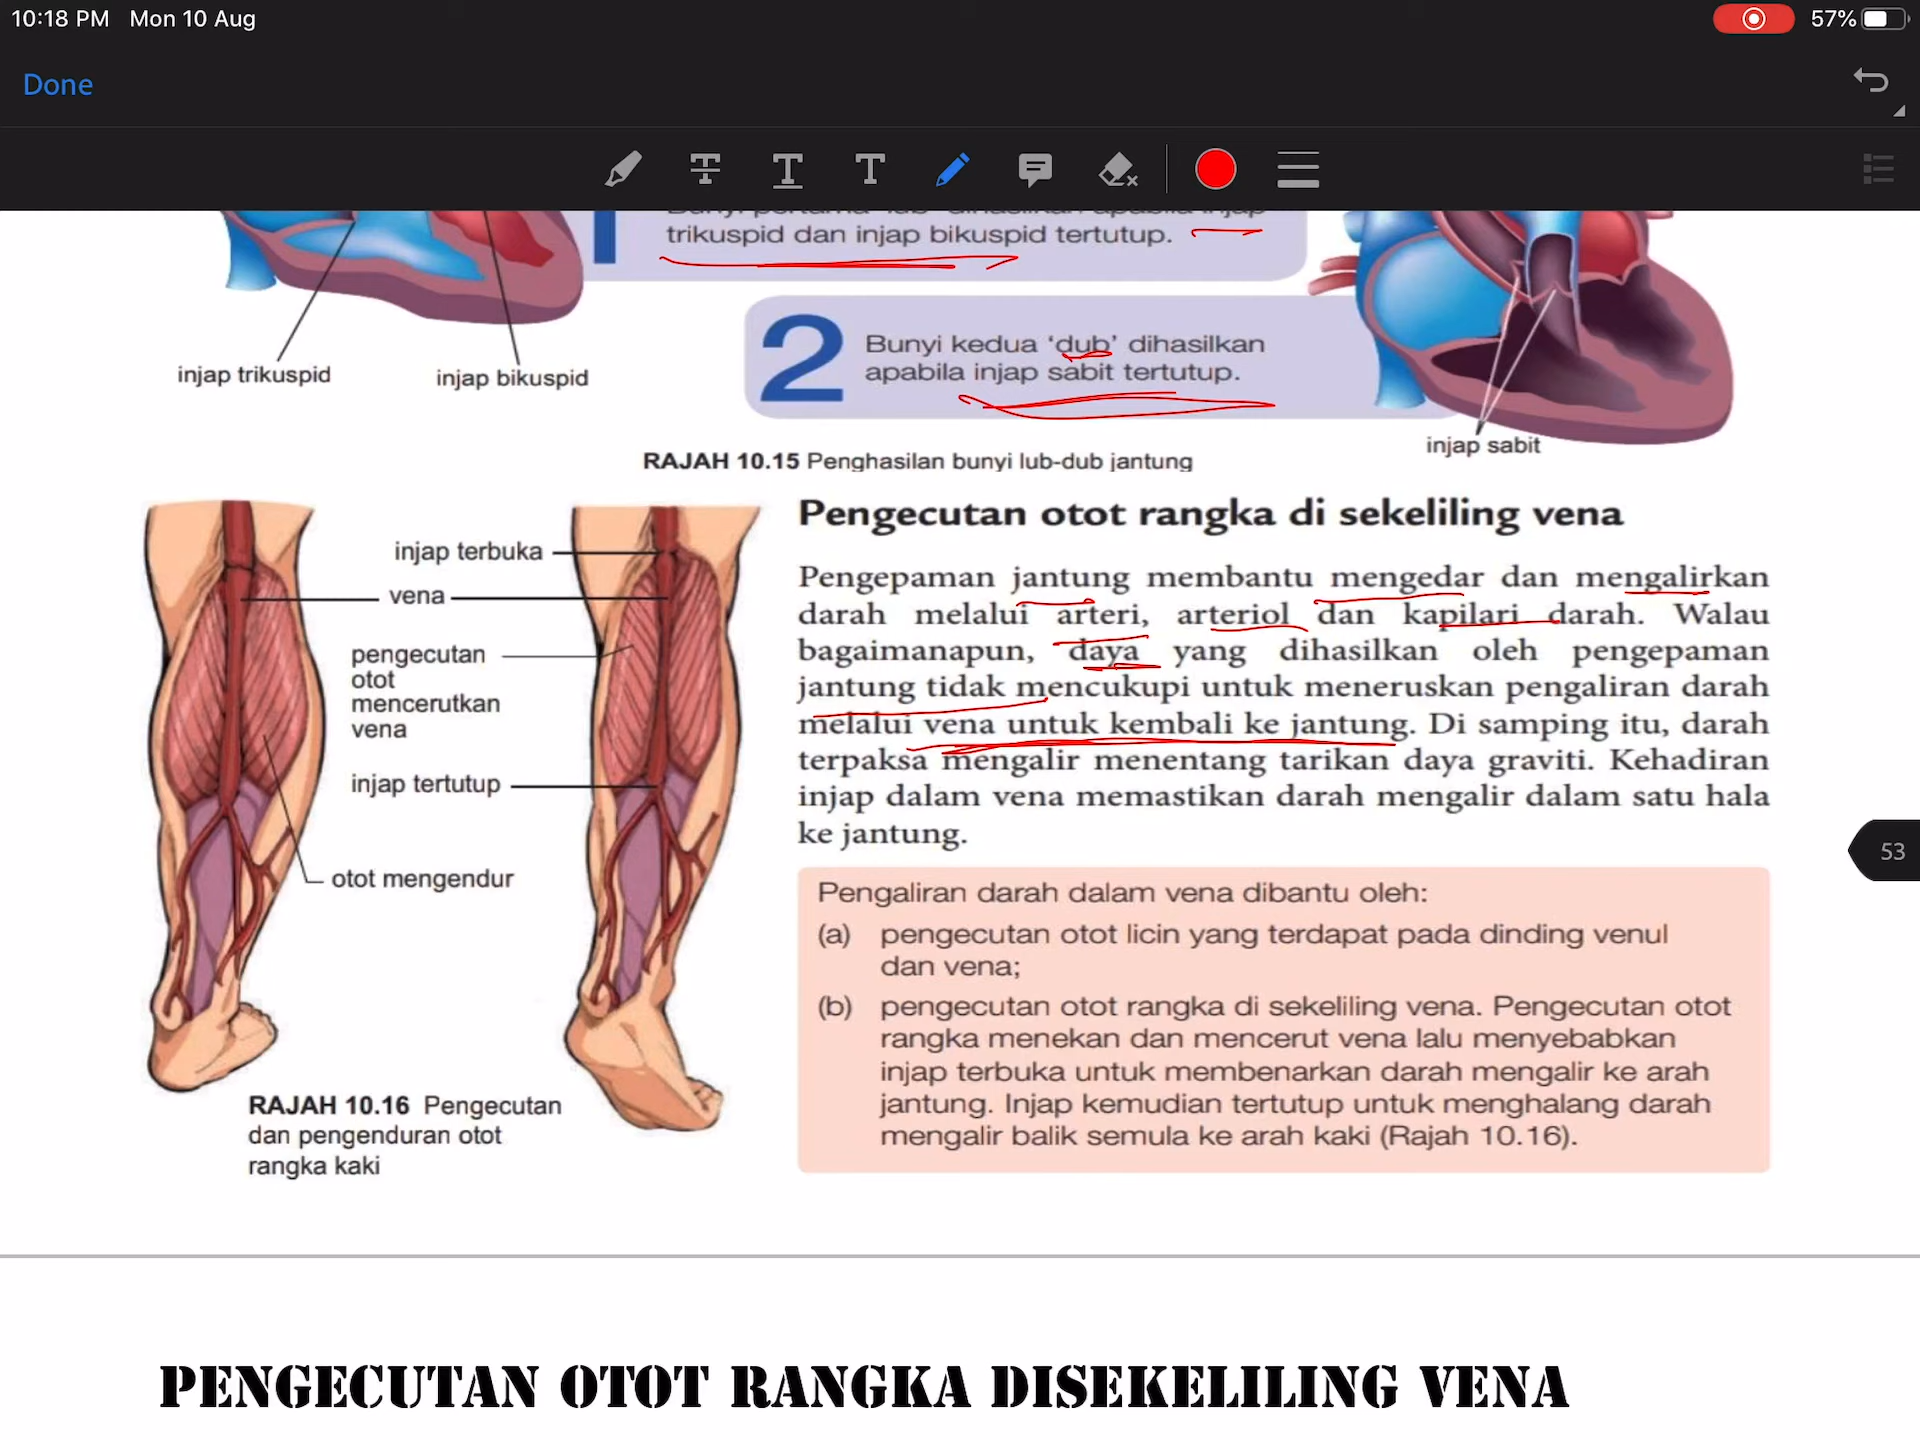 10:18 PM Mon 10 Aug
57%
Done
trikuspid dan injap bikuspid tertutup.
2
Bunyi kedua ‘dub’ dihasilkan
apabila injap sabit tertutup.
injap trikuspid
injap bikuspid
injap sabit
RAJAH 10.15 Penghasilan bunyi lub-dub jantung
injap terbuka
vena
pengecutan
otot
mencerutkan
vena
injap tertutup
otot mengendur
RAJAH 10.16 Pengecutan
dan pengenduran otot
rangka kaki
Pengecutan otot rangka di sekeliling vena
Pengepaman jantung membantu mengedar dan mengalirkan
darah melalui arteri, arteriol dan kapilari darah. Walau
bagaimanapun, daya yang dihasilkan oleh pengepaman
jantung tidak mencukupi untuk meneruskan pengaliran darah
melalui vena untuk kembali ke jantung. Di samping itu, darah
terpaksa mengalir menentang tarikan daya graviti. Kehadiran
injap dalam vena memastikan darah mengalir dalam satu hala
ke jantung.
53
Pengaliran darah dalam vena dibantu oleh:
(a) pengecutan otot licin yang terdapat pada dinding venul
dan vena;
(b) pengecutan otot rangka di sekeliling vena. Pengecutan otot
rangka menekan dan mencerut vena lalu menyebabkan
injap terbuka untuk membenarkan darah mengalir ke arah
jantung. Injap kemudian tertutup untuk menghalang darah
mengalir balik semula ke arah kaki (Rajah 10.16).
PENGECUTAN OTOT RANGKA DISEKELILING VENA